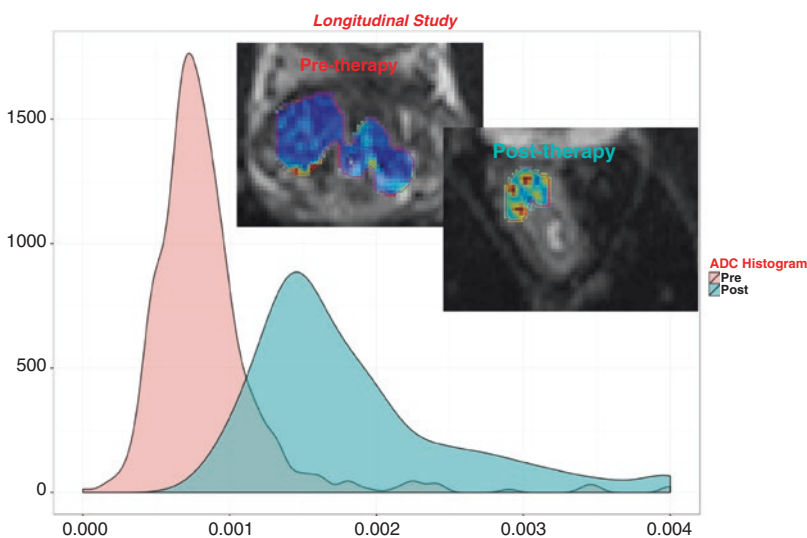 Longitudinal Study
Pre-therapy
Post-therapy
1500
1000
500
0
0.000 0.001 0.002 0.003 0.004
ADC Histogram
Pre
Post